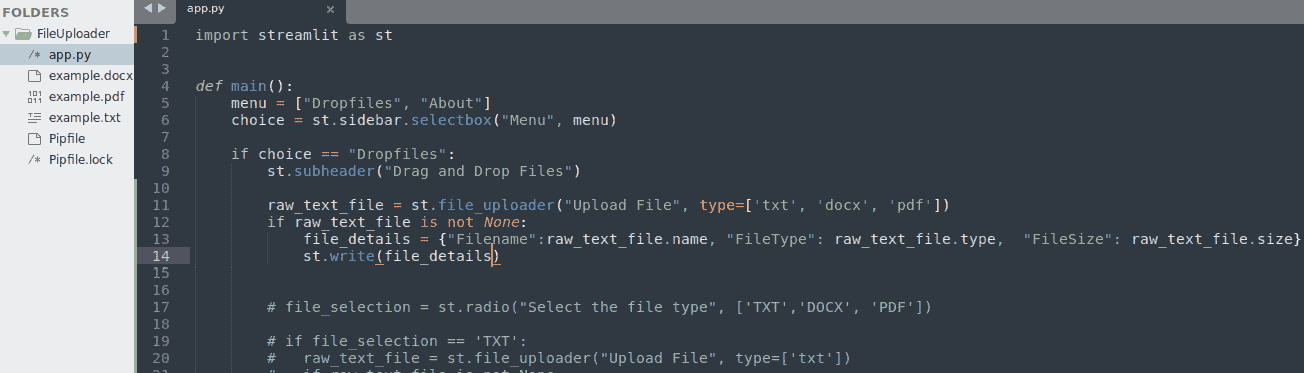 FOLDERS
FileUploader
/* app.py
example.docx
example.pdf
example.txt
Pipfile
/* Pipfile.lock
app.py ×
1 import streamlit as st
2
3
4 def main():
5     menu = ["Dropfiles", "About"]
6     choice = st.sidebar.selectbox("Menu", menu)
7
8     if choice == "Dropfiles":
9         st.subheader("Drag and Drop Files")
10
11         raw_text_file = st.file_uploader("Upload File", type=['txt', 'docx', 'pdf'])
12         if raw_text_file is not None:
13             file_details = {"Filename":raw_text_file.name, "FileType": raw_text_file.type,  "FileSize": raw_text_file.size}
14             st.write(file_details)
15
16
17         # file_selection = st.radio("Select the file type", ['TXT','DOCX', 'PDF'])
18
19         # if file_selection == 'TXT':
20         #   raw_text_file = st.file_uploader("Upload File", type=['txt'])
21         #   if raw_text_file is not None